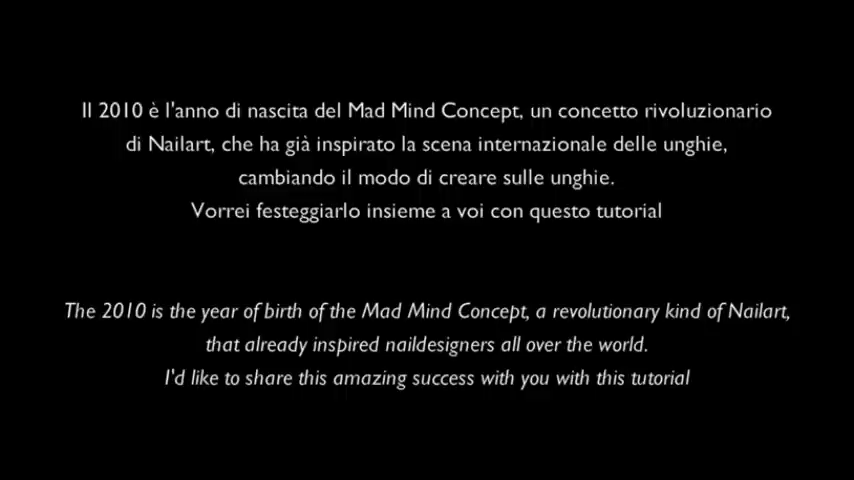 Il 2010 è l'anno di nascita del Mad Mind Concept, un concetto rivoluzionario
di Nailart, che ha già inspirato la scena internazionale delle unghie,
cambiando il modo di creare sulle unghie.
Vorrei festeggiarlo insieme a voi con questo tutorial
The 2010 is the year of birth of the Mad Mind Concept, a revolutionary kind of Nailart,
that already inspired naildesigners all over the world.
I'd like to share this amazing success with you with this tutorial